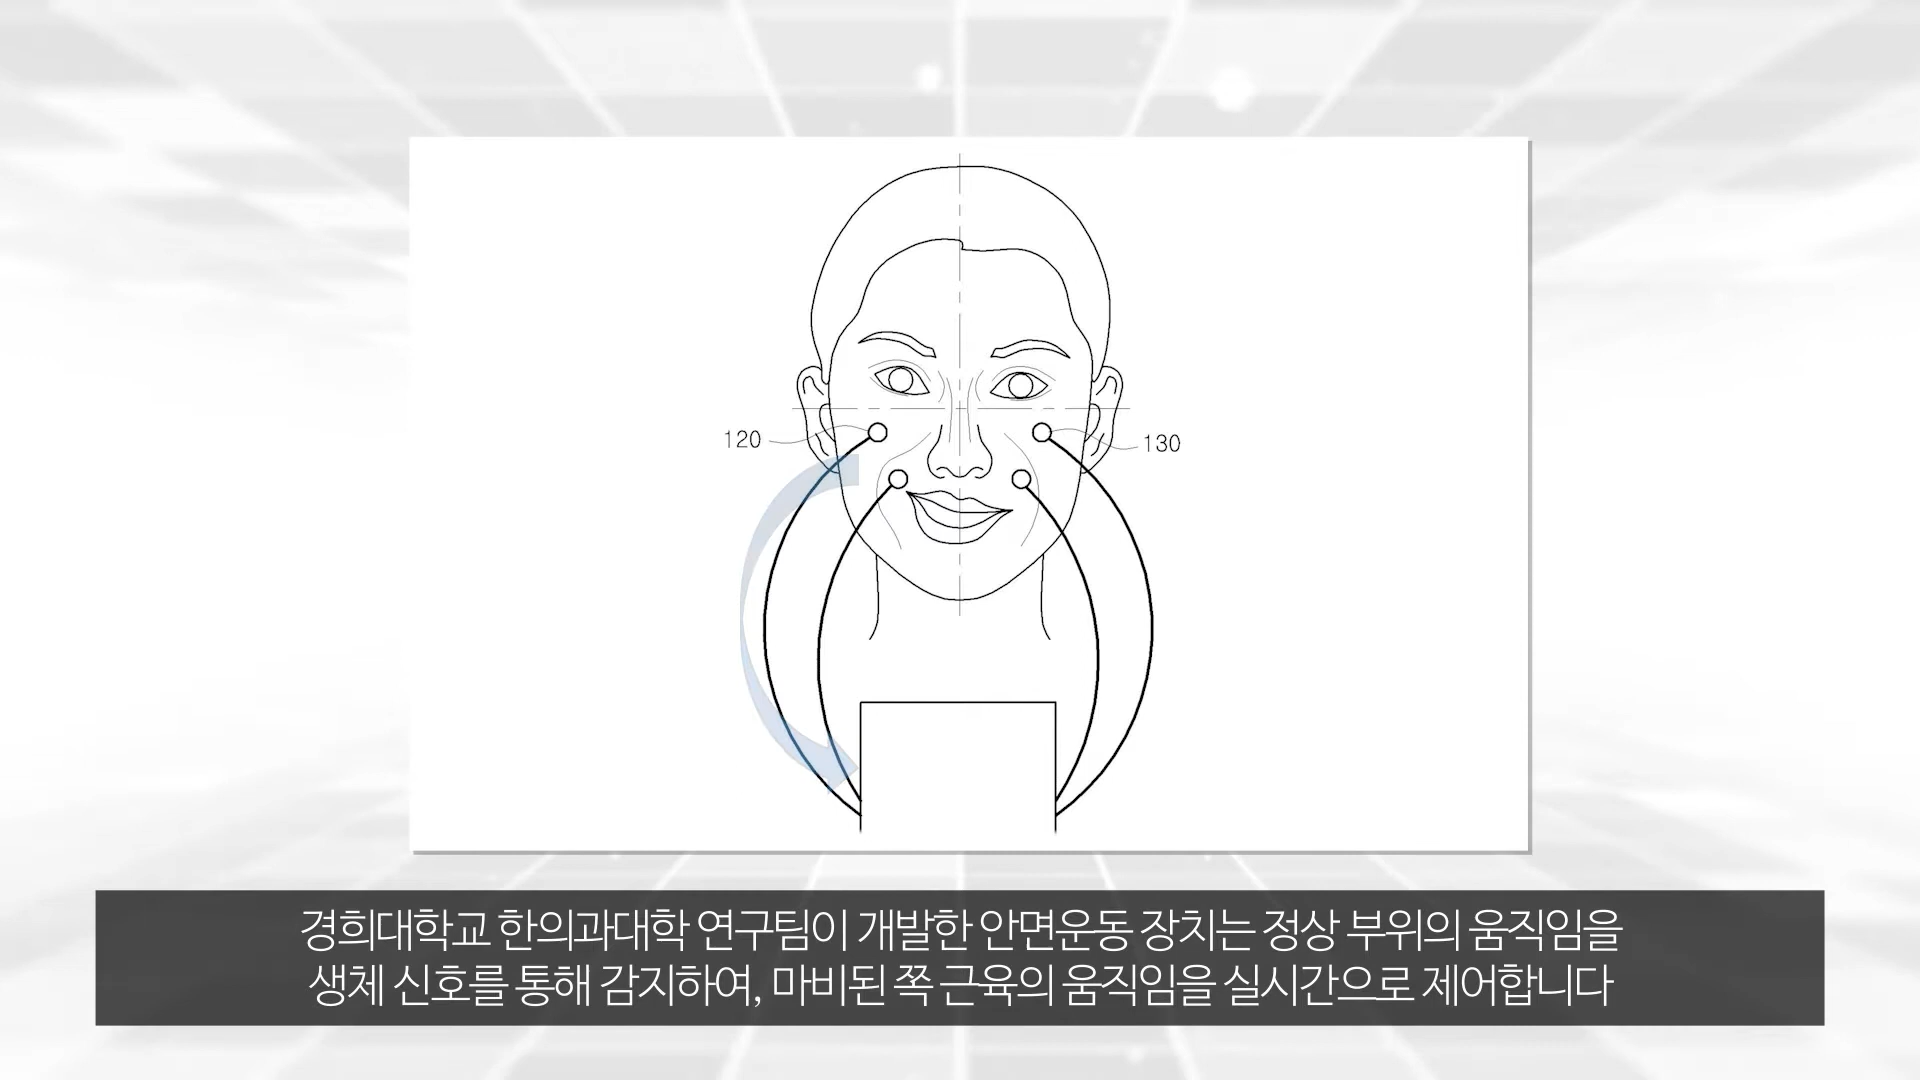 120
130
경희대학교 한의과대학 연구팀이 개발한 안면운동 장치는 정상 부위의 움직임을
생체 신호를 통해 감지하여, 마비된 쪽 근육의 움직임을 실시간으로 제어합니다